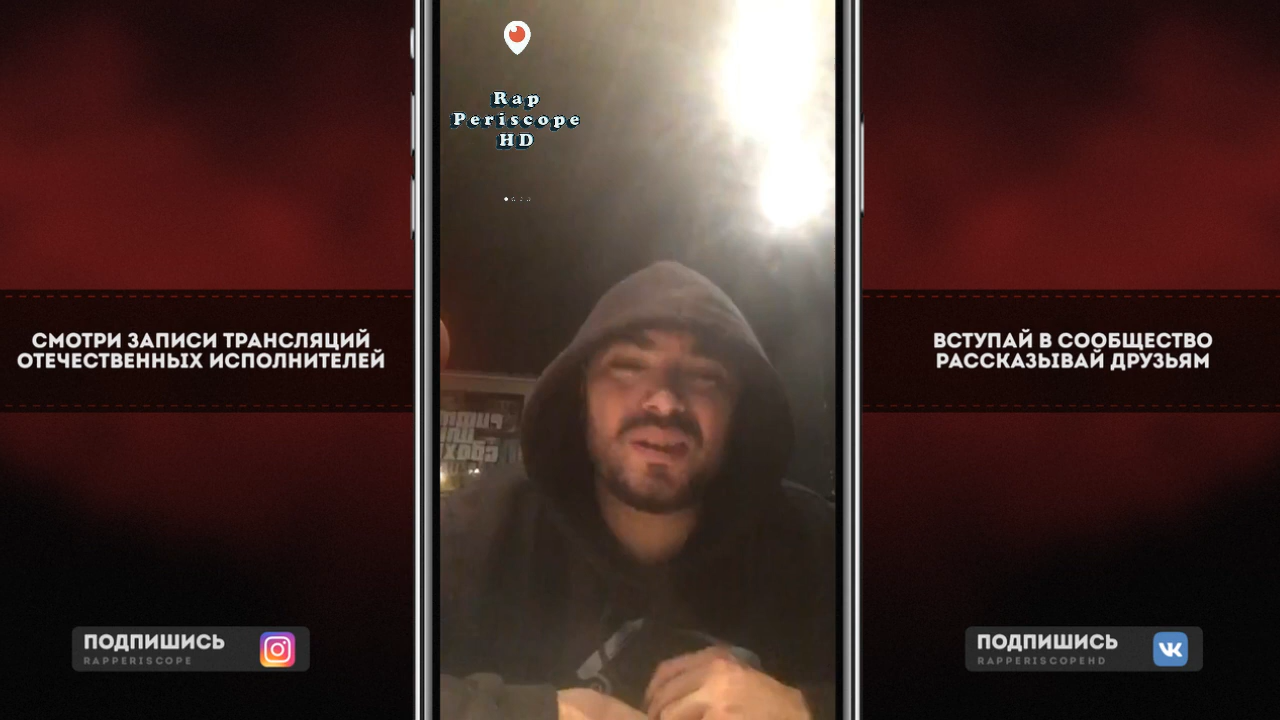 Rap
Periscope
HD
СМОТРИ ЗАПИСИ ТРАНСЛЯЦИЙ
ОТЕЧЕСТВЕННЫХ ИСПОЛНИТЕЛЕЙ
ВСТУПАЙ В СООБЩЕСТВО
РАССКАЗЫВАЙ ДРУЗЬЯМ
ПОДПИШИСЬ
RAPPERISCOPE
ПОДПИШИСЬ
RAPPERISCOPEHD